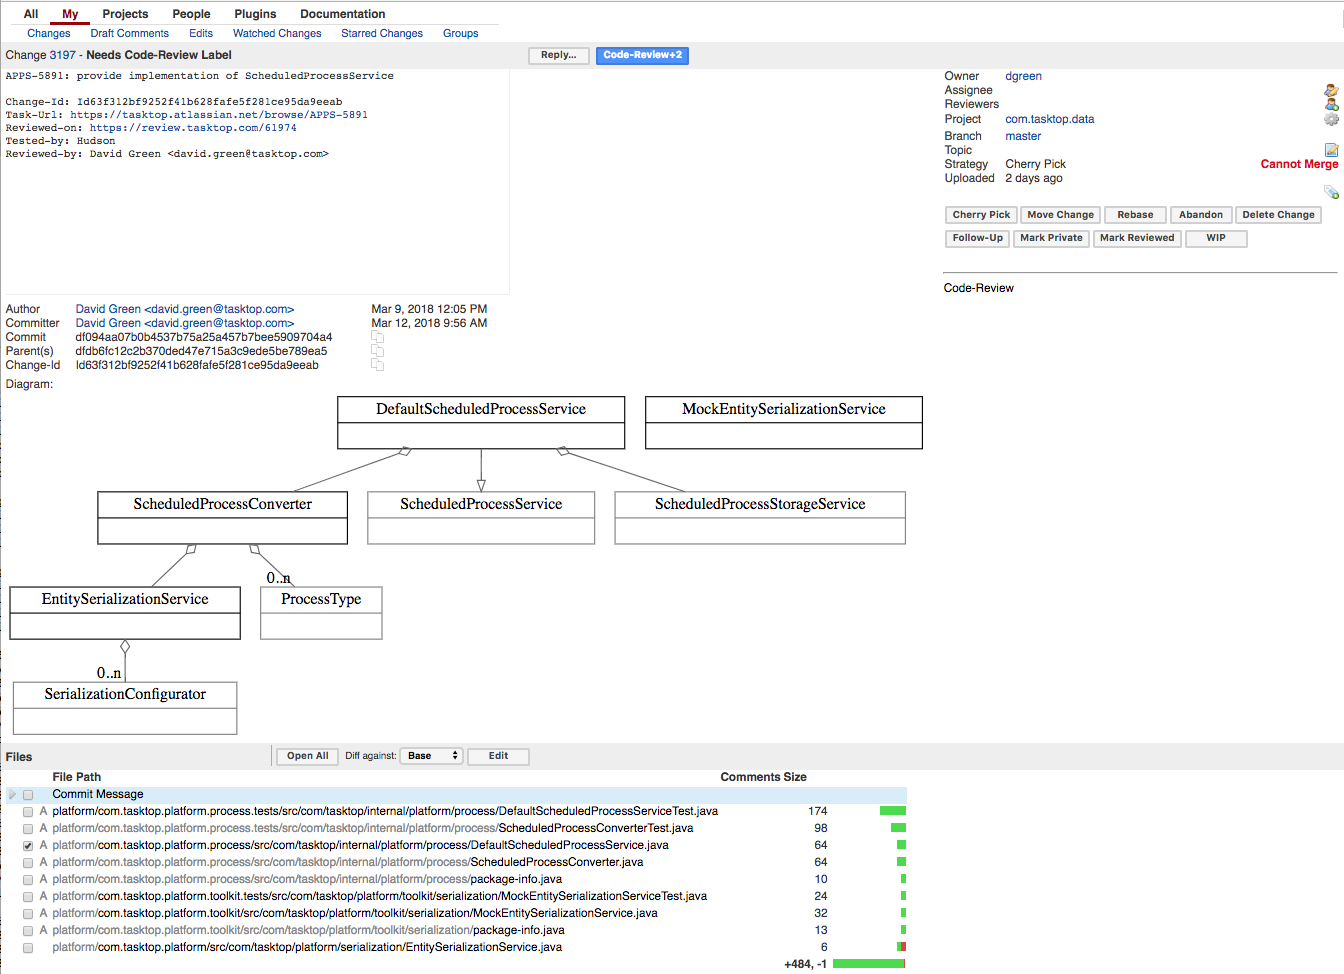 All My Projects People Plugins Documentation
Changes Draft Comments Edits Watched Changes Starred Changes Groups
Change 3197 - Needs Code-Review Label Reply... Code-Review+2
APPS-5891: provide implementation of ScheduledProcessService
Change-Id: Id63f312bf9252f41b628fafe5f281ce95da9eeab
Task-Url: https://tasktop.atlassian.net/browse/APPS-5891
Reviewed-on: https://review.tasktop.com/61974
Tested-by: Hudson
Reviewed-by: David Green <david.green@tasktop.com>
Owner dgreen
Assignee
Reviewers
Project com.tasktop.data
Branch master
Topic
Strategy Cherry Pick Cannot Merge
Uploaded 2 days ago
Cherry Pick Move Change Rebase Abandon Delete Change
Follow-Up Mark Private Mark Reviewed WIP
Code-Review
Author David Green <david.green@tasktop.com> Mar 9, 2018 12:05 PM
Committer David Green <david.green@tasktop.com> Mar 12, 2018 9:56 AM
Commit df094aa07b0b4537b75a25a457b7bee5909704a4
Parent(s) dfdb6fc12c2b370ded47e715a3c9ede5be789ea5
Change-Id Id63f312bf9252f41b628fafe5f281ce95da9eeab
Diagram:
DefaultScheduledProcessService MockEntitySerializationService
ScheduledProcessConverter ScheduledProcessService ScheduledProcessStorageService
0..n
EntitySerializationService ProcessType
0..n
SerializationConfigurator
Files Open All Diff against: Base Edit
File Path Comments Size
Commit Message
A platform/com.tasktop.platform.process.tests/src/com/tasktop/internal/platform/process/DefaultScheduledProcessServiceTest.java 174
A platform/com.tasktop.platform.process.tests/src/com/tasktop/internal/platform/process/ScheduledProcessConverterTest.java 98
A platform/com.tasktop.platform.process/src/com/tasktop/internal/platform/process/DefaultScheduledProcessService.java 64
A platform/com.tasktop.platform.process/src/com/tasktop/internal/platform/process/ScheduledProcessConverter.java 64
A platform/com.tasktop.platform.process/src/com/tasktop/internal/platform/process/package-info.java 10
A platform/com.tasktop.platform.toolkit.tests/src/com/tasktop/platform/toolkit/serialization/MockEntitySerializationServiceTest.java 24
A platform/com.tasktop.platform.toolkit/src/com/tasktop/platform/toolkit/serialization/MockEntitySerializationService.java 32
A platform/com.tasktop.platform.toolkit/src/com/tasktop/platform/toolkit/serialization/package-info.java 13
platform/com.tasktop.platform/src/com/tasktop/platform/serialization/EntitySerializationService.java 6
+484, -1